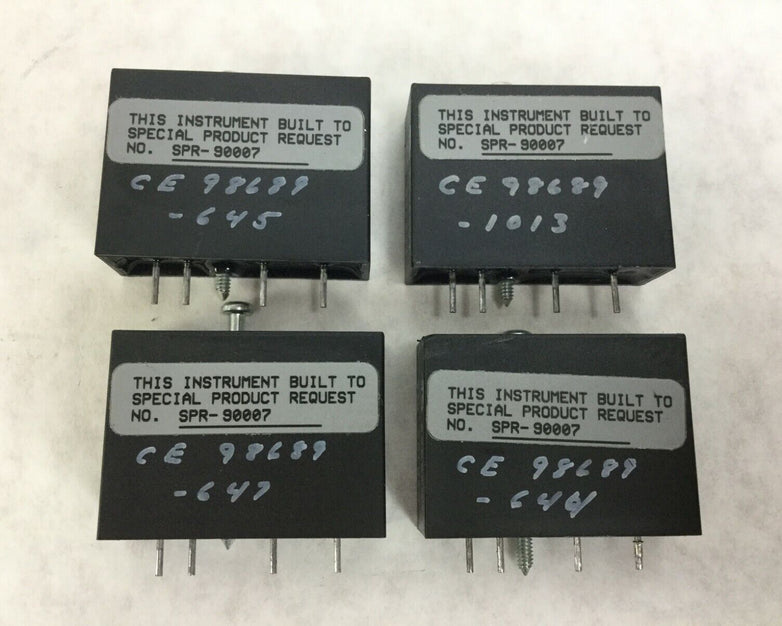 THIS INSTRUMENT BUILT TO
SPECIAL PRODUCT REQUEST
NO. SPR-90007
CE 98689
-645
THIS INSTRUMENT BUILT TO
SPECIAL PRODUCT REQUEST
NO. SPR-90007
CE 98689
-1013
THIS INSTRUMENT BUILT TO
SPECIAL PRODUCT REQUEST
NO. SPR-90007
CE 98689
-647
THIS INSTRUMENT BUILT TO
SPECIAL PRODUCT REQUEST
NO. SPR-90007
CE 98689